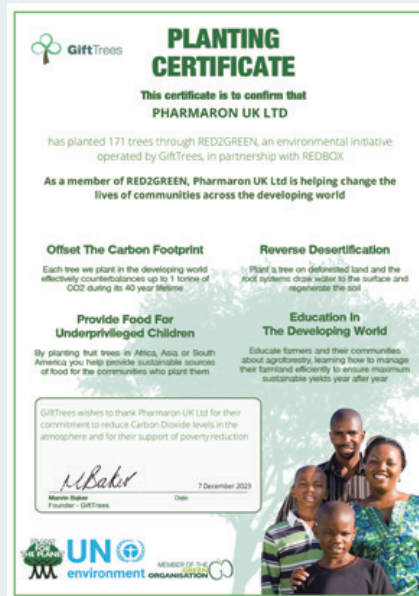 GiftTrees
PLANTING
CERTIFICATE
This certificate is to confirm that
PHARMARON UK LTD
has planted 171 trees through RED2GREEN, an environmental initiative
operated by GiftTrees, in partnership with REDBOX
As a member of RED2GREEN, Pharmaron UK Ltd is helping change the
lives of communities across the developing world
Offset The Carbon Footprint
Each tree we plant in the developing world
effectively counterbalances up to 1 tonne of
CO2 during its 40 year lifetime
Reverse Desertification
Plant a tree on deforested land and the
root systems draw water to the surface and
regenerate the soil
Provide Food For
Underprivileged Children
By planting fruit trees in Africa, Asia or South
America you help provide sustainable sources
of food for the communities who plant them
Education In
The Developing World
Educate farmers and their communities
about agroforestry, learning how to manage
their farmland efficiently to ensure maximum
sustainable yields year after year
GiftTrees wishes to thank Pharmaron UK Ltd for their
commitment to reduce Carbon Dioxide levels in the
atmosphere and for their support of poverty reduction
MBaker
7 December 2023
Marvin Baker
Date
Founder - GiftTrees
FOR
THE PLANET
UN
environment
MEMBER OF THE
GREEN
ORGANISATION